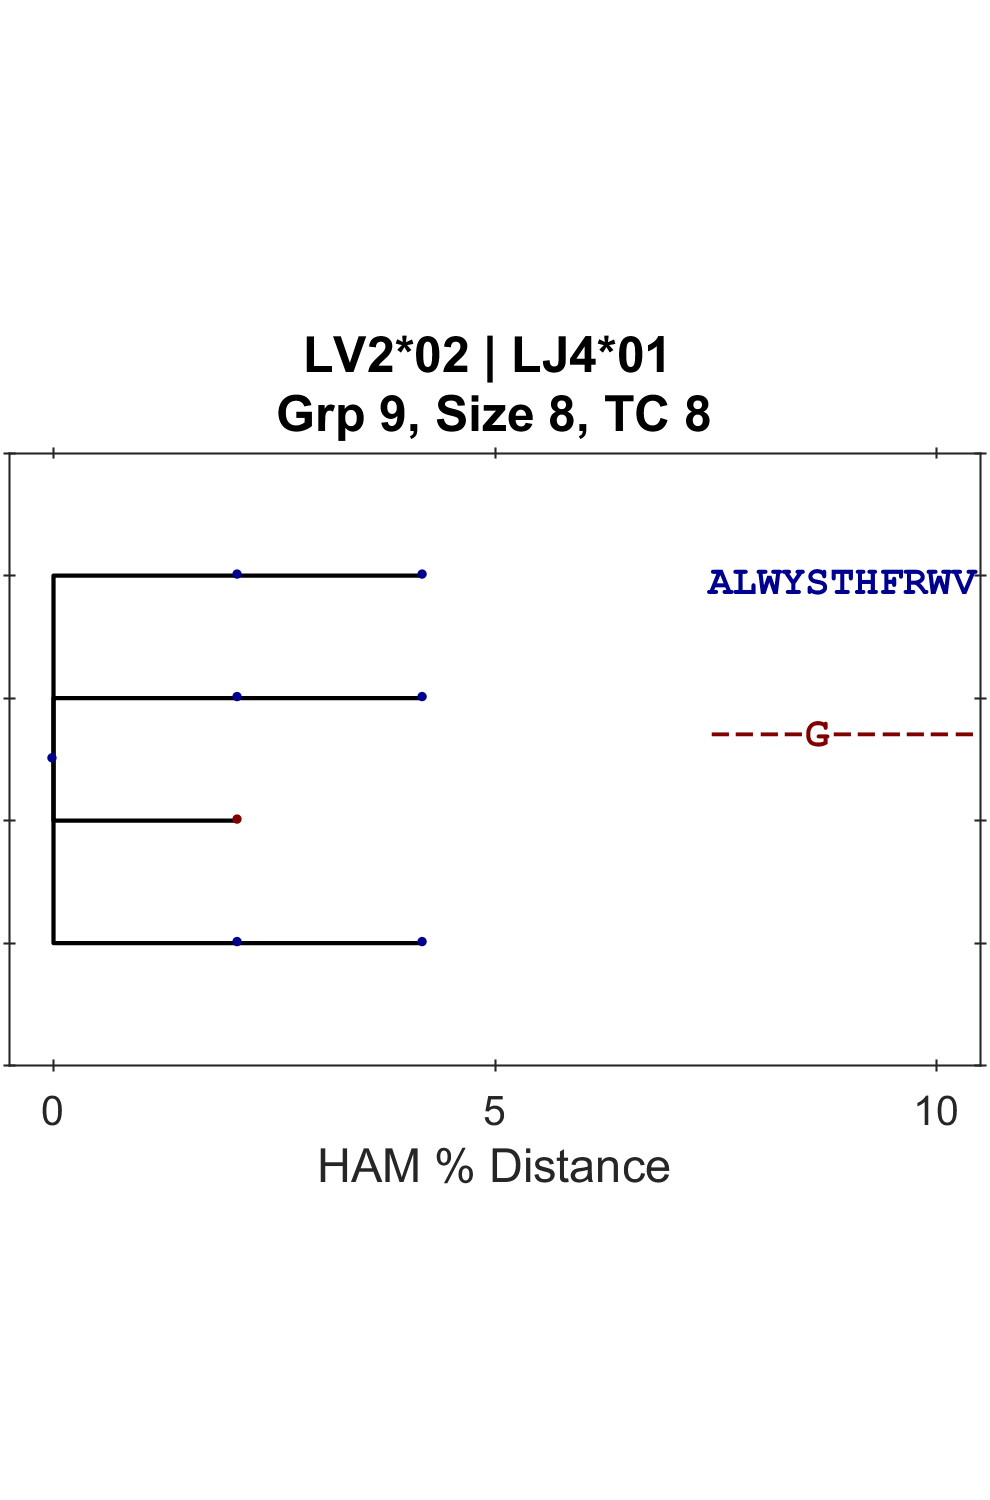 LV2*02 | LJ4*01
Grp 9, Size 8, TC 8
ALWYSTHFRWV
----G------
0 5 10
HAM % Distance